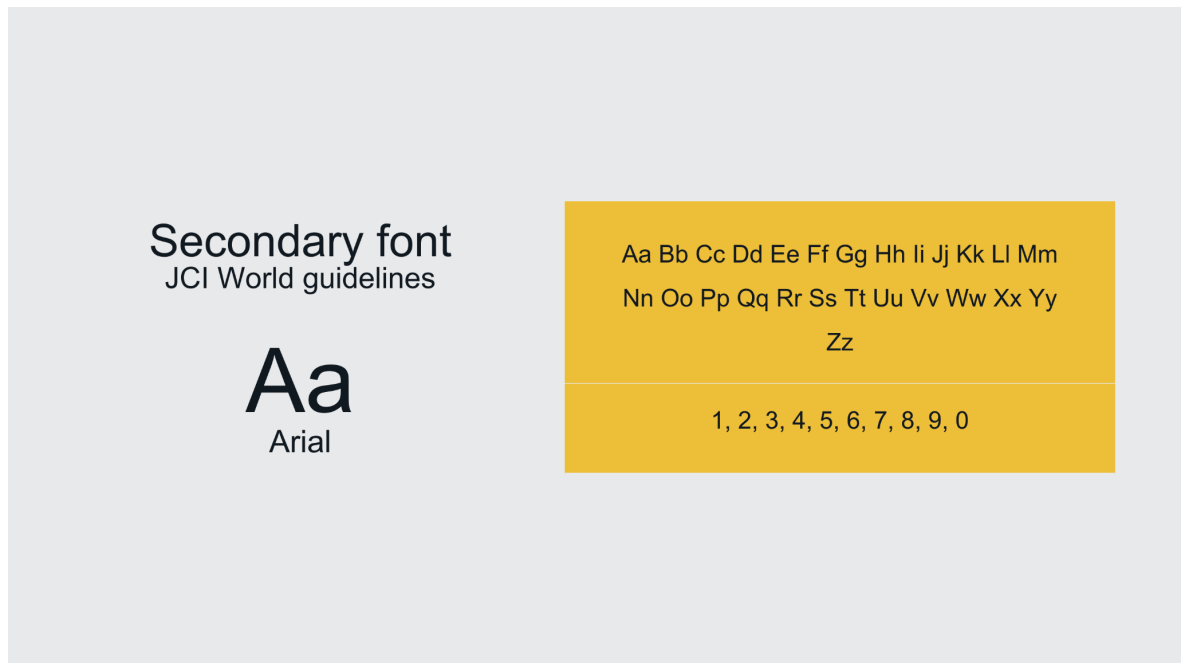 Secondary font
JCI World guidelines
Aa
Arial
Aa Bb Cc Dd Ee Ff Gg Hh Ii Jj Kk Ll Mm
Nn Oo Pp Qq Rr Ss Tt Uu Vv Ww Xx Yy
Zz
1, 2, 3, 4, 5, 6, 7, 8, 9, 0